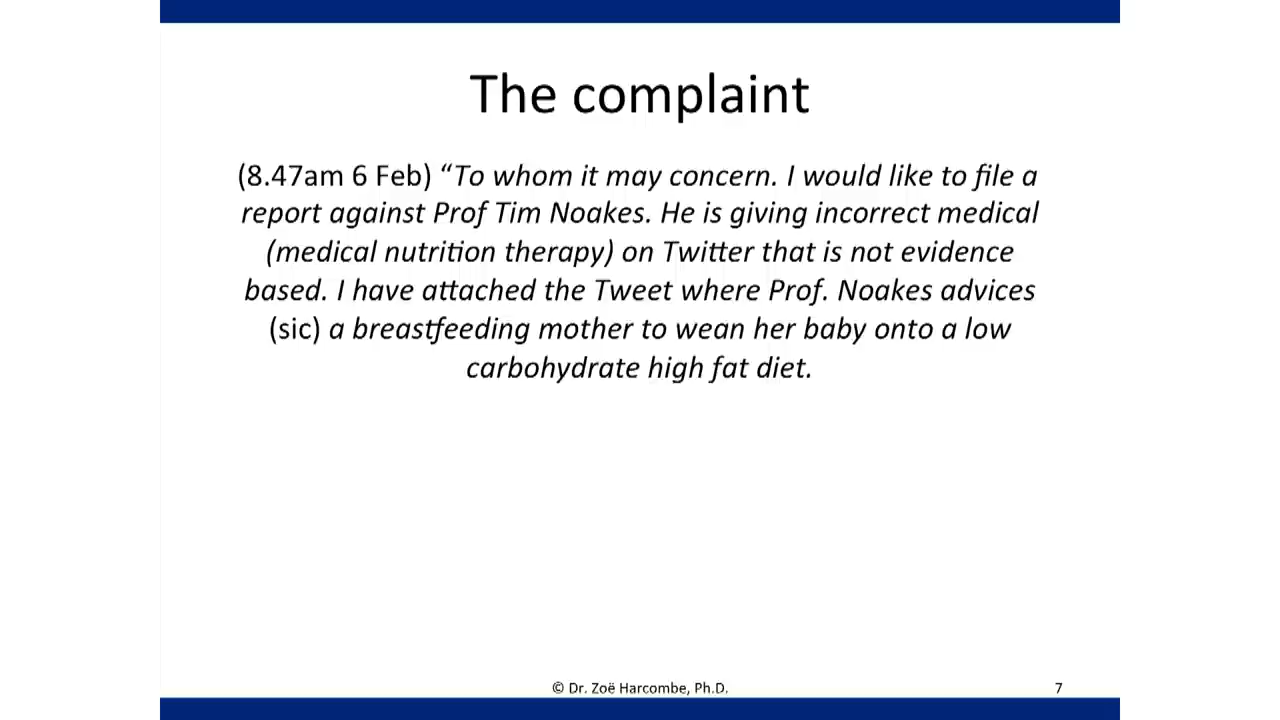 The complaint
(8.47am 6 Feb) “To whom it may concern. I would like to file a
report against Prof Tim Noakes. He is giving incorrect medical
(medical nutrition therapy) on Twitter that is not evidence
based. I have attached the Tweet where Prof. Noakes advices
(sic) a breastfeeding mother to wean her baby onto a low
carbohydrate high fat diet.
© Dr. Zoë Harcombe, Ph.D.
7